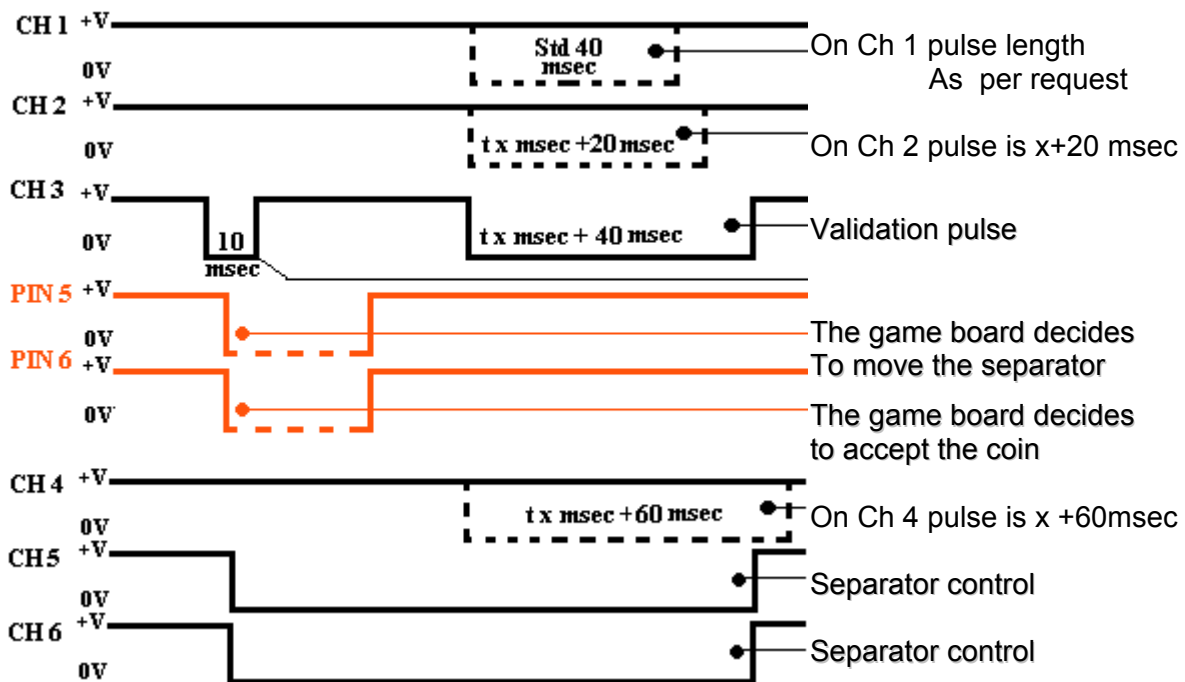 CH 1 +V
Std 40
msec
On Ch 1 pulse length
0V
As per request
CH 2 +V
t x msec +20 msec
On Ch 2 pulse is x+20 msec
0V
CH 3 +V
10
msec
t x msec + 40 msec
Validation pulse
0V
PIN 5 +V
0V
The game board decides
To move the separator
PIN 6 +V
0V
The game board decides
to accept the coin
CH 4 +V
t x msec +60 msec
On Ch 4 pulse is x +60msec
0V
CH 5 +V
Separator control
0V
CH 6 +V
Separator control
0V